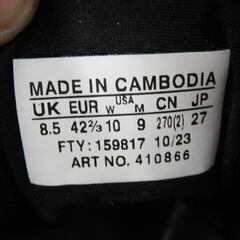 MADE IN CAMBODIA
UK EUR USA W M CN JP
8.5 42⅔ 10 9 270(2) 27
FTY: 159817 10/23
ART NO. 410866